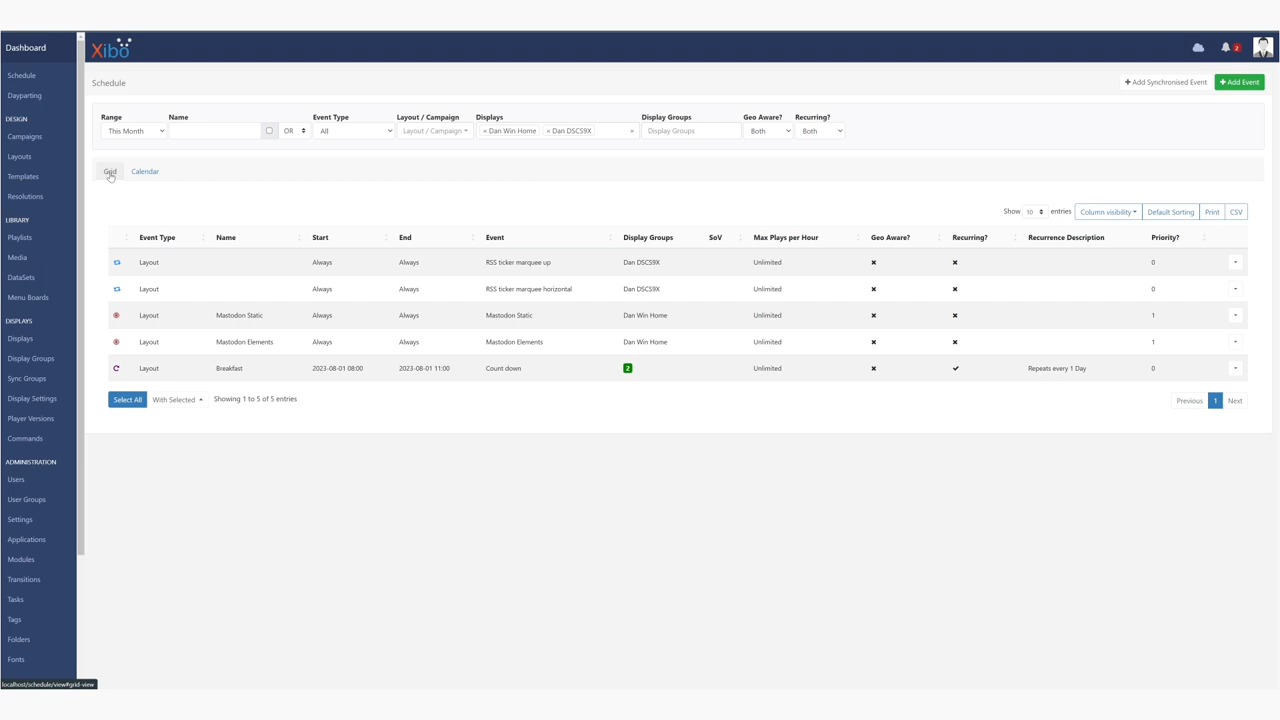 Dashboard
Schedule
Dayparting
DESIGN
Campaigns
Layouts
Templates
Resolutions
LIBRARY
Playlists
Media
DataSets
Menu Boards
DISPLAYS
Displays
Display Groups
Sync Groups
Display Settings
Player Versions
Commands
ADMINISTRATION
Users
User Groups
Settings
Applications
Modules
Transitions
Tasks
Tags
Folders
Fonts
localhost/schedule/view#grid-view
Xibo
2
Schedule
Add Synchronised Event Add Event
Range Name Event Type Layout / Campaign Displays Display Groups Geo Aware? Recurring?
This Month OR All Layout / Campaign × Dan Win Home × Dan DSCS9X × Display Groups Both Both
Grid Calendar
Show 10 entries Column visibility Default Sorting Print CSV
Event Type Name Start End Event Display Groups SoV Max Plays per Hour Geo Aware? Recurring? Recurrence Description Priority?
Layout Always Always RSS ticker marquee up Dan DSCS9X Unlimited 0
Layout Always Always RSS ticker marquee horizontal Dan DSCS9X Unlimited 0
Layout Mastodon Static Always Always Mastodon Static Dan Win Home Unlimited 1
Layout Mastodon Elements Always Always Mastodon Elements Dan Win Home Unlimited 1
Layout Breakfast 2023-08-01 08:00 2023-08-01 11:00 Count down 2 Unlimited Repeats every 1 Day 0
Select All With Selected Showing 1 to 5 of 5 entries Previous 1 Next